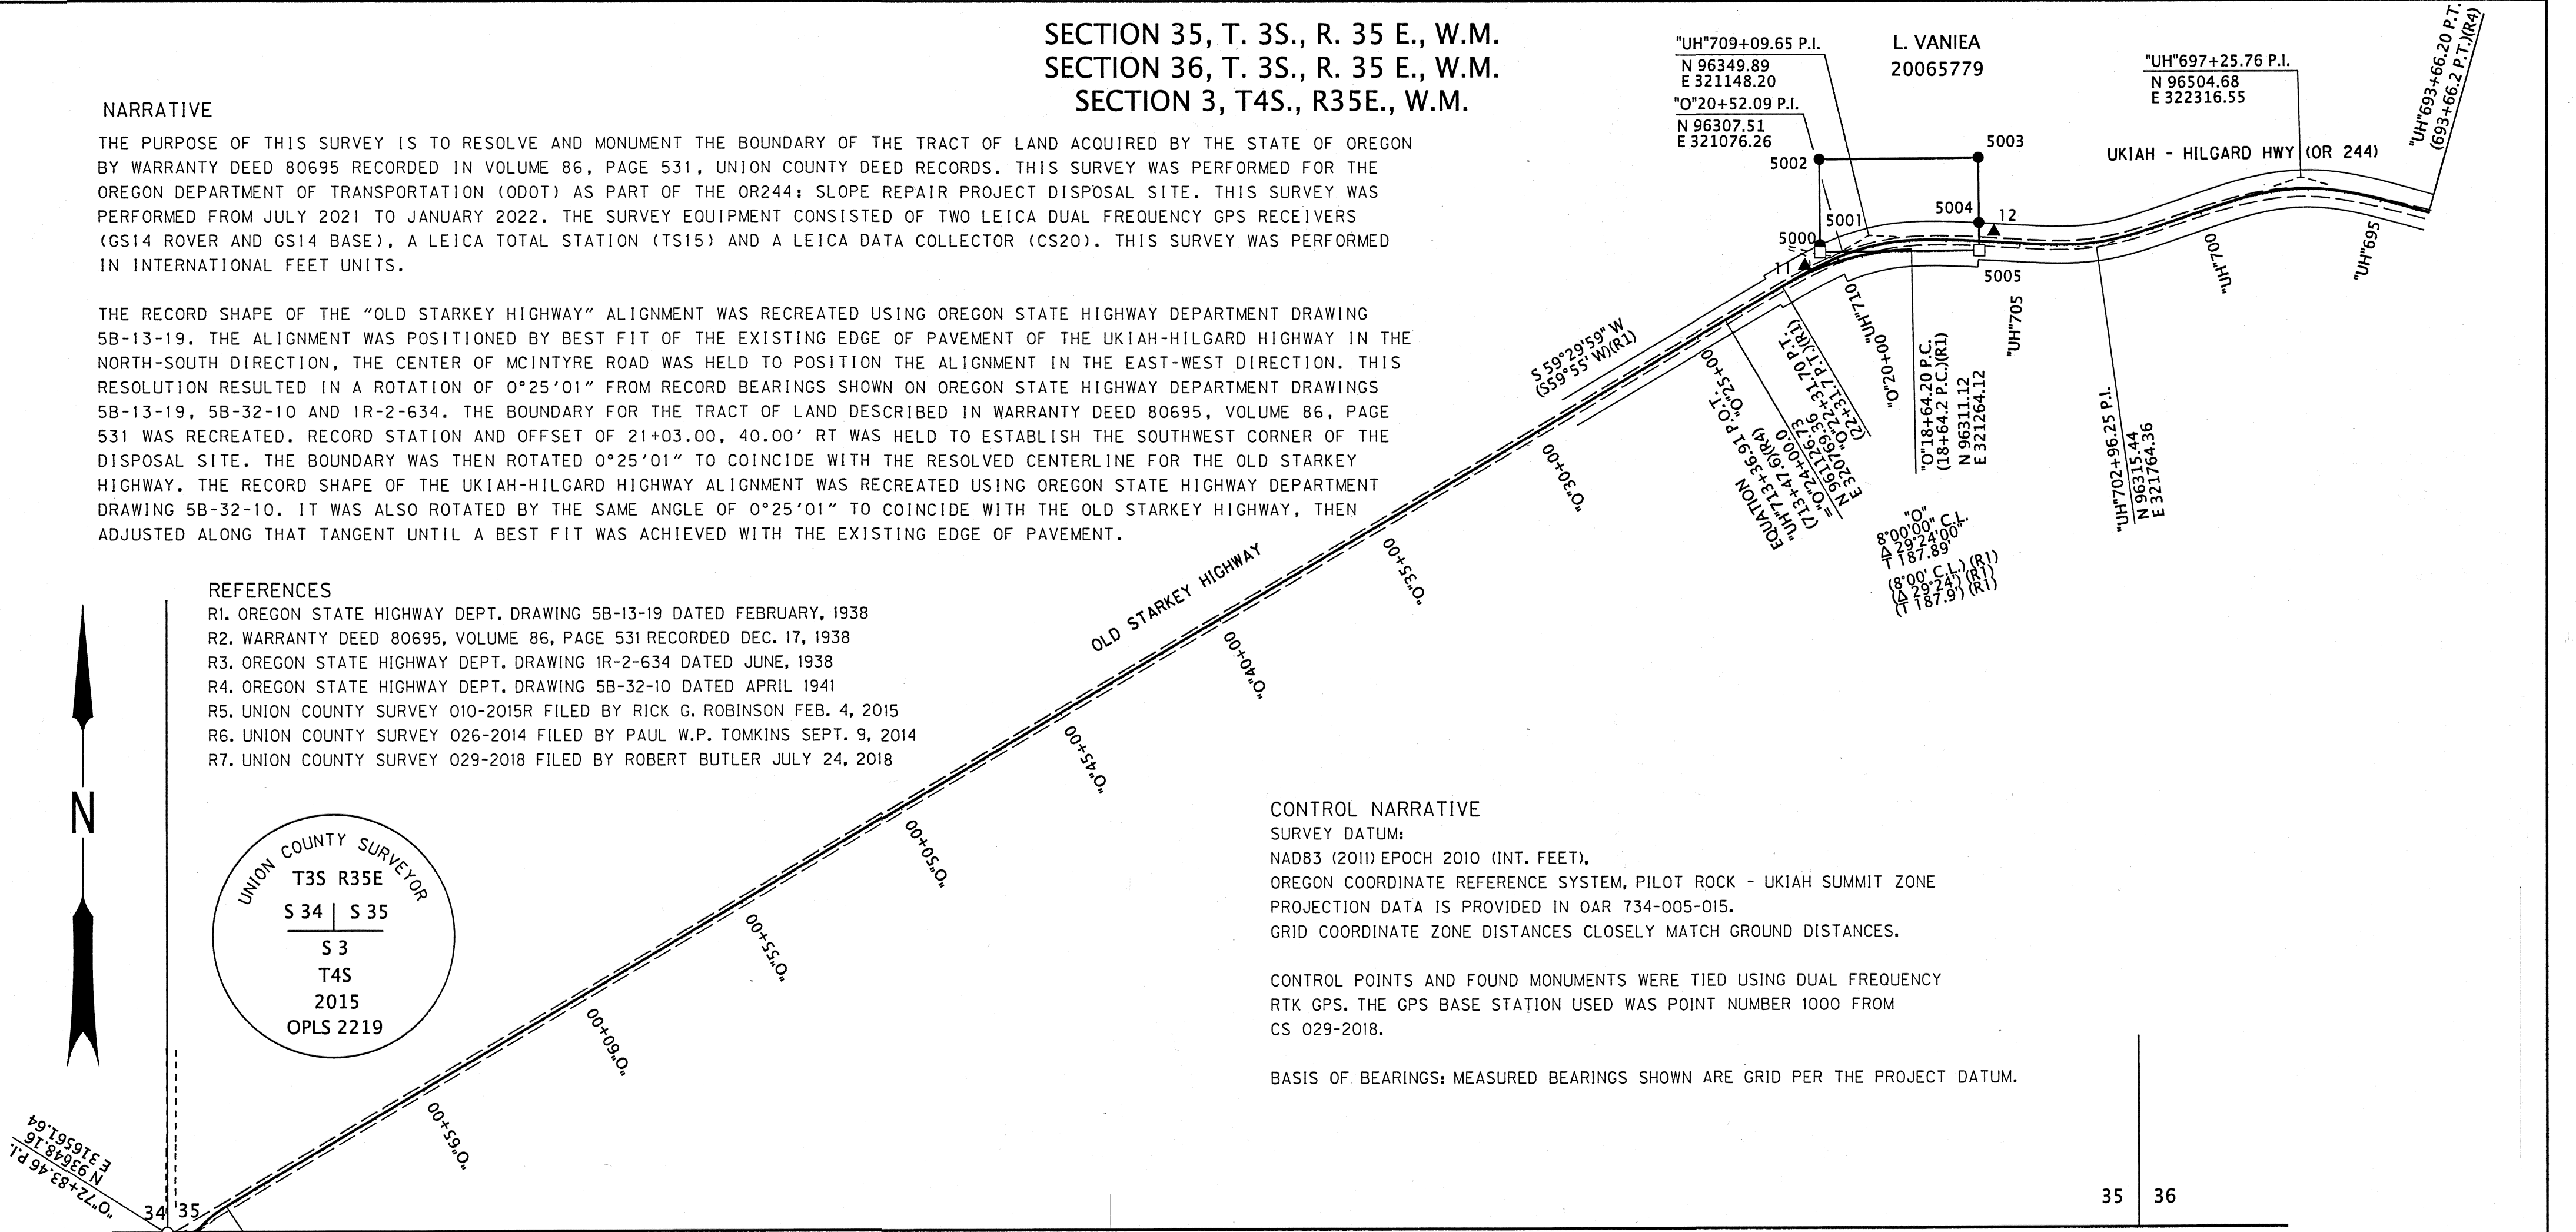 SECTION 35, T. 3S., R. 35 E., W.M.
SECTION 36, T. 3S., R. 35 E., W.M.
SECTION 3, T4S., R35E., W.M.
NARRATIVE
THE PURPOSE OF THIS SURVEY IS TO RESOLVE AND MONUMENT THE BOUNDARY OF THE TRACT OF LAND ACQUIRED BY THE STATE OF OREGON
BY WARRANTY DEED 80695 RECORDED IN VOLUME 86, PAGE 531, UNION COUNTY DEED RECORDS. THIS SURVEY WAS PERFORMED FOR THE
OREGON DEPARTMENT OF TRANSPORTATION (ODOT) AS PART OF THE OR244: SLOPE REPAIR PROJECT DISPOSAL SITE. THIS SURVEY WAS
PERFORMED FROM JULY 2021 TO JANUARY 2022. THE SURVEY EQUIPMENT CONSISTED OF TWO LEICA DUAL FREQUENCY GPS RECEIVERS
(GS14 ROVER AND GS14 BASE), A LEICA TOTAL STATION (TS15) AND A LEICA DATA COLLECTOR (CS20). THIS SURVEY WAS PERFORMED
IN INTERNATIONAL FEET UNITS.
THE RECORD SHAPE OF THE "OLD STARKEY HIGHWAY" ALIGNMENT WAS RECREATED USING OREGON STATE HIGHWAY DEPARTMENT DRAWING
5B-13-19. THE ALIGNMENT WAS POSITIONED BY BEST FIT OF THE EXISTING EDGE OF PAVEMENT OF THE UKIAH-HILGARD HIGHWAY IN THE
NORTH-SOUTH DIRECTION, THE CENTER OF MCINTYRE ROAD WAS HELD TO POSITION THE ALIGNMENT IN THE EAST-WEST DIRECTION. THIS
RESOLUTION RESULTED IN A ROTATION OF 0°25'01" FROM RECORD BEARINGS SHOWN ON OREGON STATE HIGHWAY DEPARTMENT DRAWINGS
5B-13-19, 5B-32-10 AND 1R-2-634. THE BOUNDARY FOR THE TRACT OF LAND DESCRIBED IN WARRANTY DEED 80695, VOLUME 86, PAGE
531 WAS RECREATED. RECORD STATION AND OFFSET OF 21+03.00, 40.00' RT WAS HELD TO ESTABLISH THE SOUTHWEST CORNER OF THE
DISPOSAL SITE. THE BOUNDARY WAS THEN ROTATED 0°25'01" TO COINCIDE WITH THE RESOLVED CENTERLINE FOR THE OLD STARKEY
HIGHWAY. THE RECORD SHAPE OF THE UKIAH-HILGARD HIGHWAY ALIGNMENT WAS RECREATED USING OREGON STATE HIGHWAY DEPARTMENT
DRAWING 5B-32-10. IT WAS ALSO ROTATED BY THE SAME ANGLE OF 0°25'01" TO COINCIDE WITH THE OLD STARKEY HIGHWAY, THEN
ADJUSTED ALONG THAT TANGENT UNTIL A BEST FIT WAS ACHIEVED WITH THE EXISTING EDGE OF PAVEMENT.
REFERENCES
R1. OREGON STATE HIGHWAY DEPT. DRAWING 5B-13-19 DATED FEBRUARY, 1938
R2. WARRANTY DEED 80695, VOLUME 86, PAGE 531 RECORDED DEC. 17, 1938
R3. OREGON STATE HIGHWAY DEPT. DRAWING 1R-2-634 DATED JUNE, 1938
R4. OREGON STATE HIGHWAY DEPT. DRAWING 5B-32-10 DATED APRIL 1941
R5. UNION COUNTY SURVEY 010-2015R FILED BY RICK G. ROBINSON FEB. 4, 2015
R6. UNION COUNTY SURVEY 026-2014 FILED BY PAUL W.P. TOMKINS SEPT. 9, 2014
R7. UNION COUNTY SURVEY 029-2018 FILED BY ROBERT BUTLER JULY 24, 2018
N
UNION COUNTY SURVEYOR
T3S R35E
S 34 | S 35
S 3
T4S
2015
OPLS 2219
"O"72+83.46 P.I.
N 93648.16
E 316561.64
34 35
"UH"709+09.65 P.I.
N 96349.89
E 321148.20
"O"20+52.09 P.I.
N 96307.51
E 321076.26
L. VANIEA
20065779
"UH"697+25.76 P.I.
N 96504.68
E 322316.55
"UH"693+66.20 P.T.
(693+66.2 P.T.)(R4)
UKIAH - HILGARD HWY (OR 244)
5002
5003
5001
5004
12
5000
11
5005
S 59°29'59" W
(S59°55' W)(R1)
"UH"710
"UH"705
"UH"700
"UH"695
"O"20+00
"O"25+00
"O"30+00
"O"35+00
"O"40+00
"O"45+00
"O"50+00
"O"55+00
"O"60+00
"O"65+00
OLD STARKEY HIGHWAY
"O"22+31.70 P.T.
(22+31.7 P.T.)(R1)
EQUATION
"UH"713+36.91 P.O.T.
(713+47.6)(R4)
= "O"24+00.0
N 96126.73
E 320769.36
"O"18+64.20 P.C.
(18+64.2 P.C.)(R1)
N 96311.12
E 321264.12
"UH"702+96.25 P.I.
N 96315.44
E 321764.36
"O"
8°00'00" C.L.
Δ 29°24'00"
T 187.89'
(8°00' C.L.) (R1)
(Δ 29°24') (R1)
(T 187.9') (R1)
CONTROL NARRATIVE
SURVEY DATUM:
NAD83 (2011) EPOCH 2010 (INT. FEET),
OREGON COORDINATE REFERENCE SYSTEM, PILOT ROCK - UKIAH SUMMIT ZONE
PROJECTION DATA IS PROVIDED IN OAR 734-005-015.
GRID COORDINATE ZONE DISTANCES CLOSELY MATCH GROUND DISTANCES.
CONTROL POINTS AND FOUND MONUMENTS WERE TIED USING DUAL FREQUENCY
RTK GPS. THE GPS BASE STATION USED WAS POINT NUMBER 1000 FROM
CS 029-2018.
BASIS OF BEARINGS: MEASURED BEARINGS SHOWN ARE GRID PER THE PROJECT DATUM.
35 36